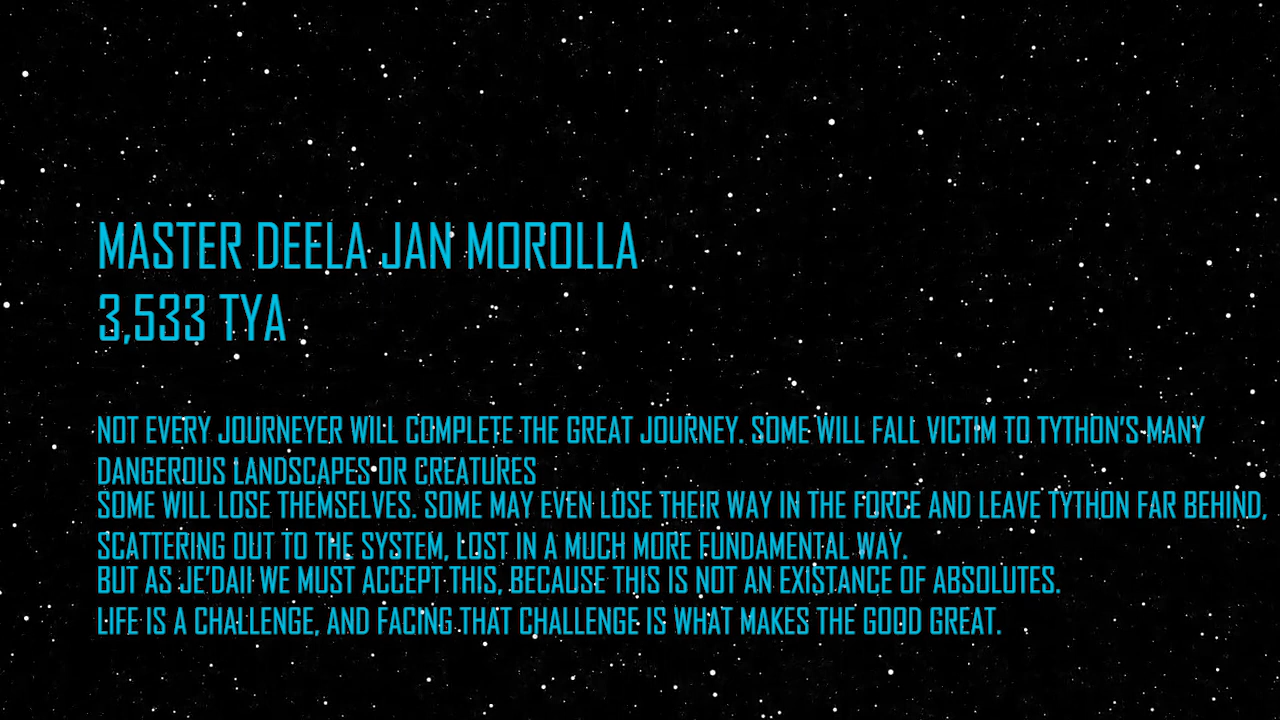 MASTER DEELA JAN MOROLLA
3,533 TYA
NOT EVERY JOURNEYER WILL COMPLETE THE GREAT JOURNEY. SOME WILL FALL VICTIM TO TYTHON'S MANY
DANGEROUS LANDSCAPES OR CREATURES
SOME WILL LOSE THEMSELVES. SOME MAY EVEN LOSE THEIR WAY IN THE FORCE AND LEAVE TYTHON FAR BEHIND,
SCATTERING OUT TO THE SYSTEM, LOST IN A MUCH MORE FUNDAMENTAL WAY.
BUT AS JE'DAII WE MUST ACCEPT THIS, BECAUSE THIS IS NOT AN EXISTANCE OF ABSOLUTES.
LIFE IS A CHALLENGE, AND FACING THAT CHALLENGE IS WHAT MAKES THE GOOD GREAT.